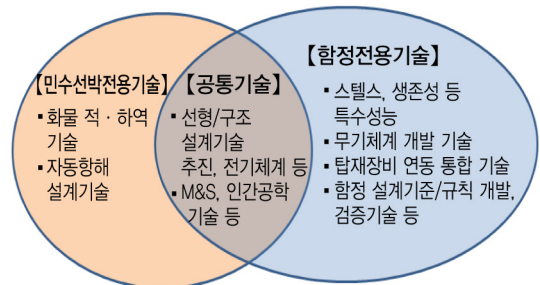 【민수선박전용기술】
▪화물 적·하역
기술
▪자동항해
설계기술
【공통기술】
▪선형/구조
설계기술
추진, 전기체계 등
▪M&S, 인간공학
기술 등
【함정전용기술】
▪스텔스, 생존성 등
특수성능
▪무기체계 개발 기술
▪탑재장비 연동 통합 기술
▪함정 설계기준/규칙 개발,
검증기술 등